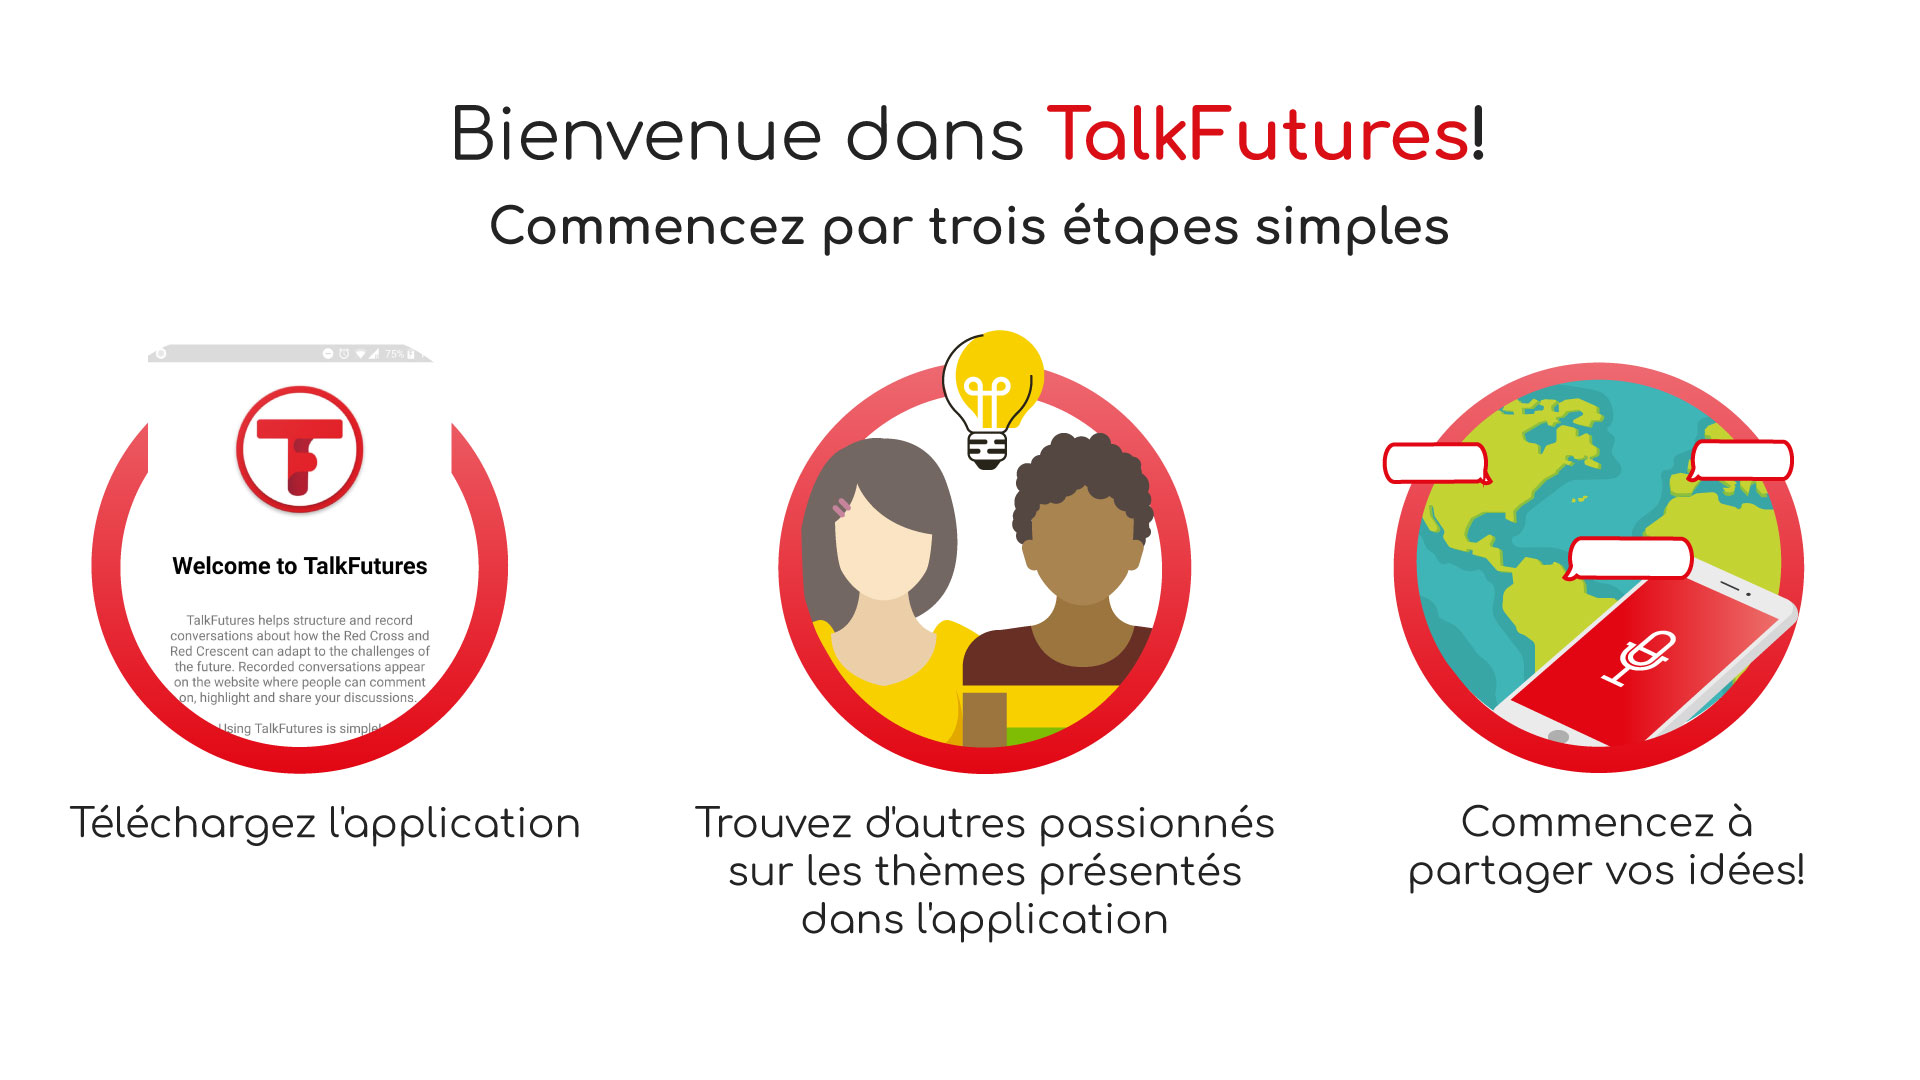 Bienvenue dans TalkFutures!
Commencez par trois étapes simples
75%
Welcome to TalkFutures
TalkFutures helps structure and record
conversations about how the Red Cross and
Red Crescent can adapt to the challenges of
the future. Recorded conversations appear
on the website where people can comment
on, highlight and share your discussions.
Using TalkFutures is simple!
Téléchargez l'application
Trouvez d'autres passionnés
sur les thèmes présentés
dans l'application
Commencez à
partager vos idées!